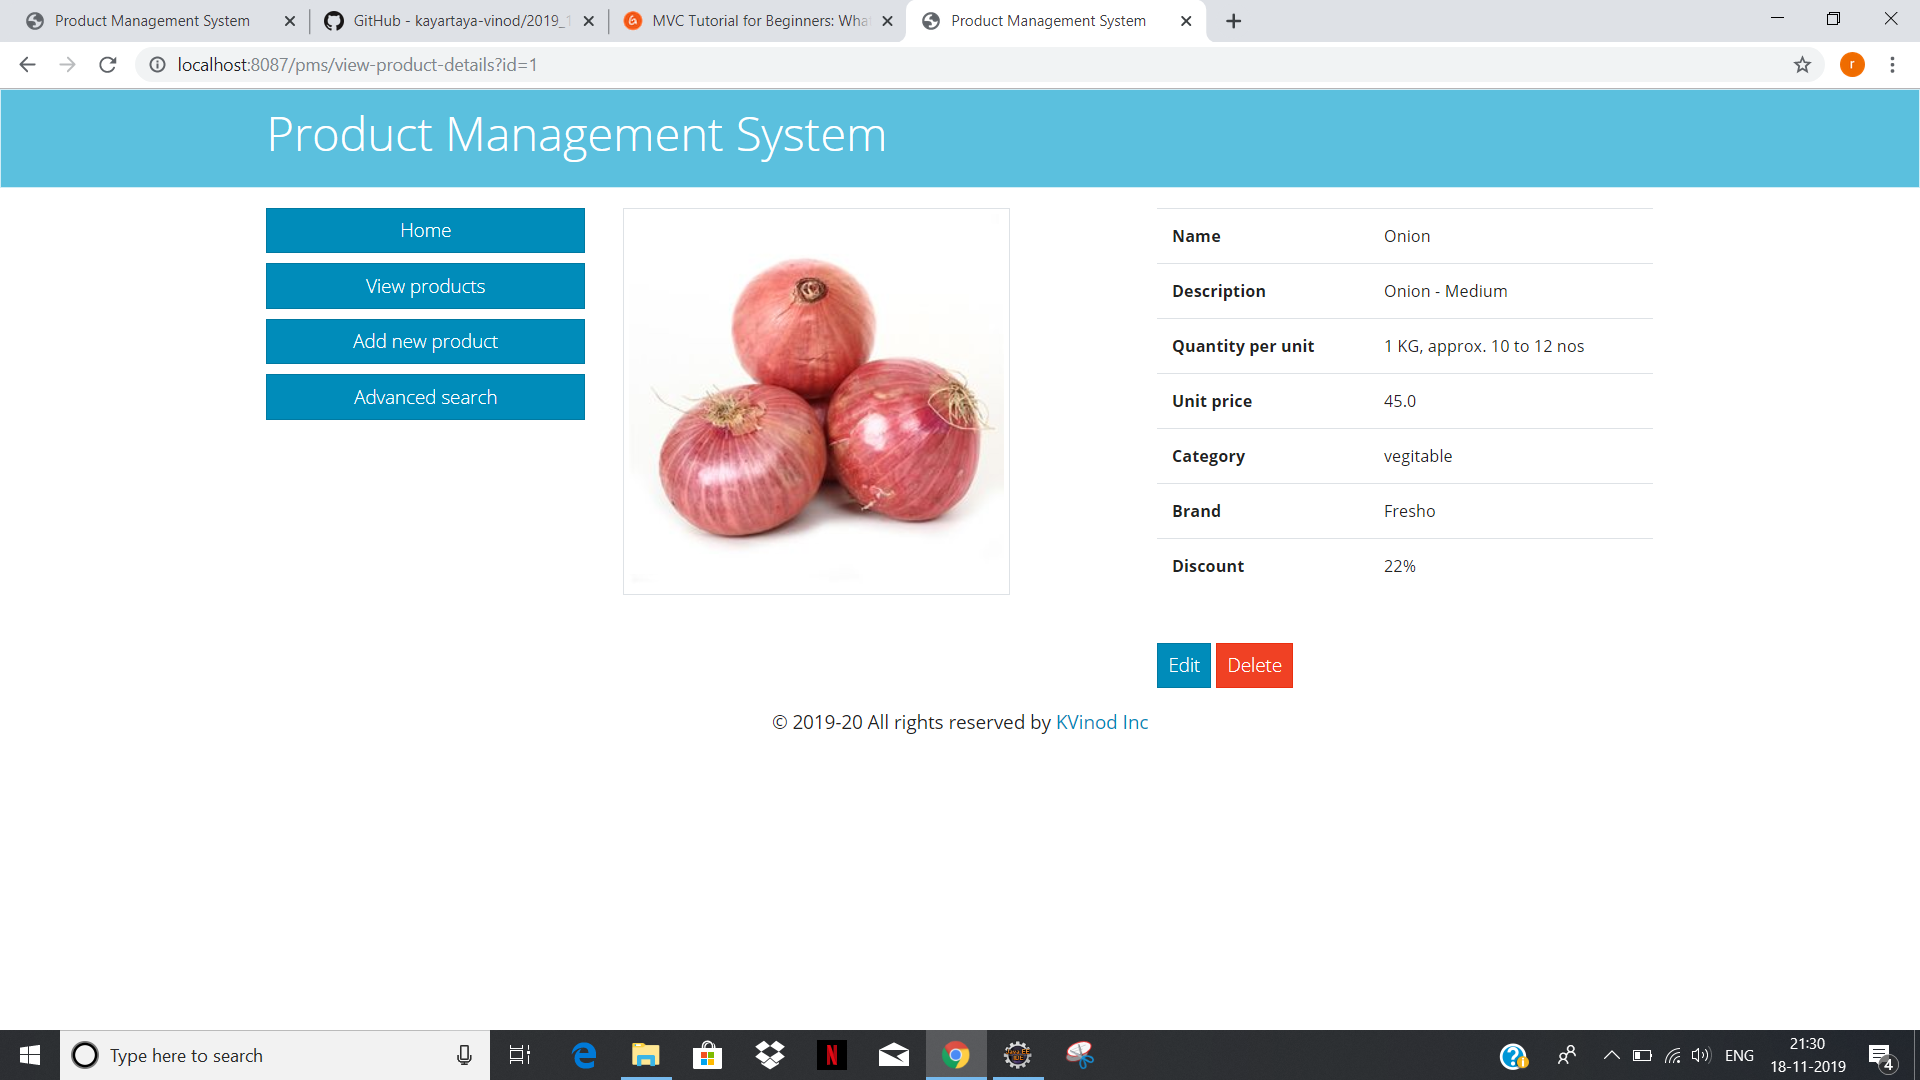 Product Management System
GitHub - kayartaya-vinod/2019_1
MVC Tutorial for Beginners: What
Product Management System
localhost:8087/pms/view-product-details?id=1
r
Product Management System
Home
View products
Add new product
Advanced search
Name Onion
Description Onion - Medium
Quantity per unit 1 KG, approx. 10 to 12 nos
Unit price 45.0
Category vegitable
Brand Fresho
Discount 22%
Edit Delete
© 2019-20 All rights reserved by KVinod Inc
Type here to search
N
ENG
21:30
18-11-2019
4